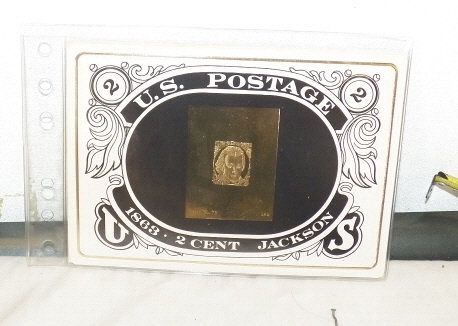 2 2
U.S. POSTAGE
1863 · 2 CENT JACKSON
U S